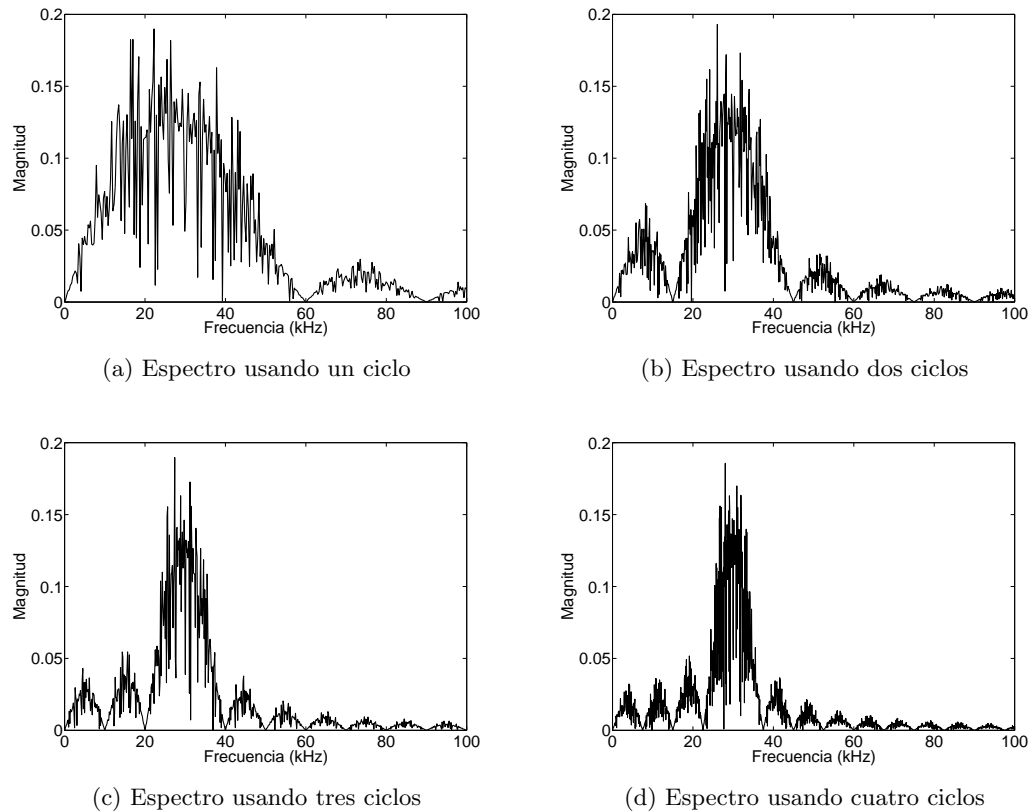 0.2
0.15
0.1
0.05
0
Magnitud
0 20 40 60 80 100
Frecuencia (kHz)
(a) Espectro usando un ciclo
0.2
0.15
0.1
0.05
0
Magnitud
0 20 40 60 80 100
Frecuencia (kHz)
(b) Espectro usando dos ciclos
0.2
0.15
0.1
0.05
0
Magnitud
0 20 40 60 80 100
Frecuencia (kHz)
(c) Espectro usando tres ciclos
0.2
0.15
0.1
0.05
0
Magnitud
0 20 40 60 80 100
Frecuencia (kHz)
(d) Espectro usando cuatro ciclos